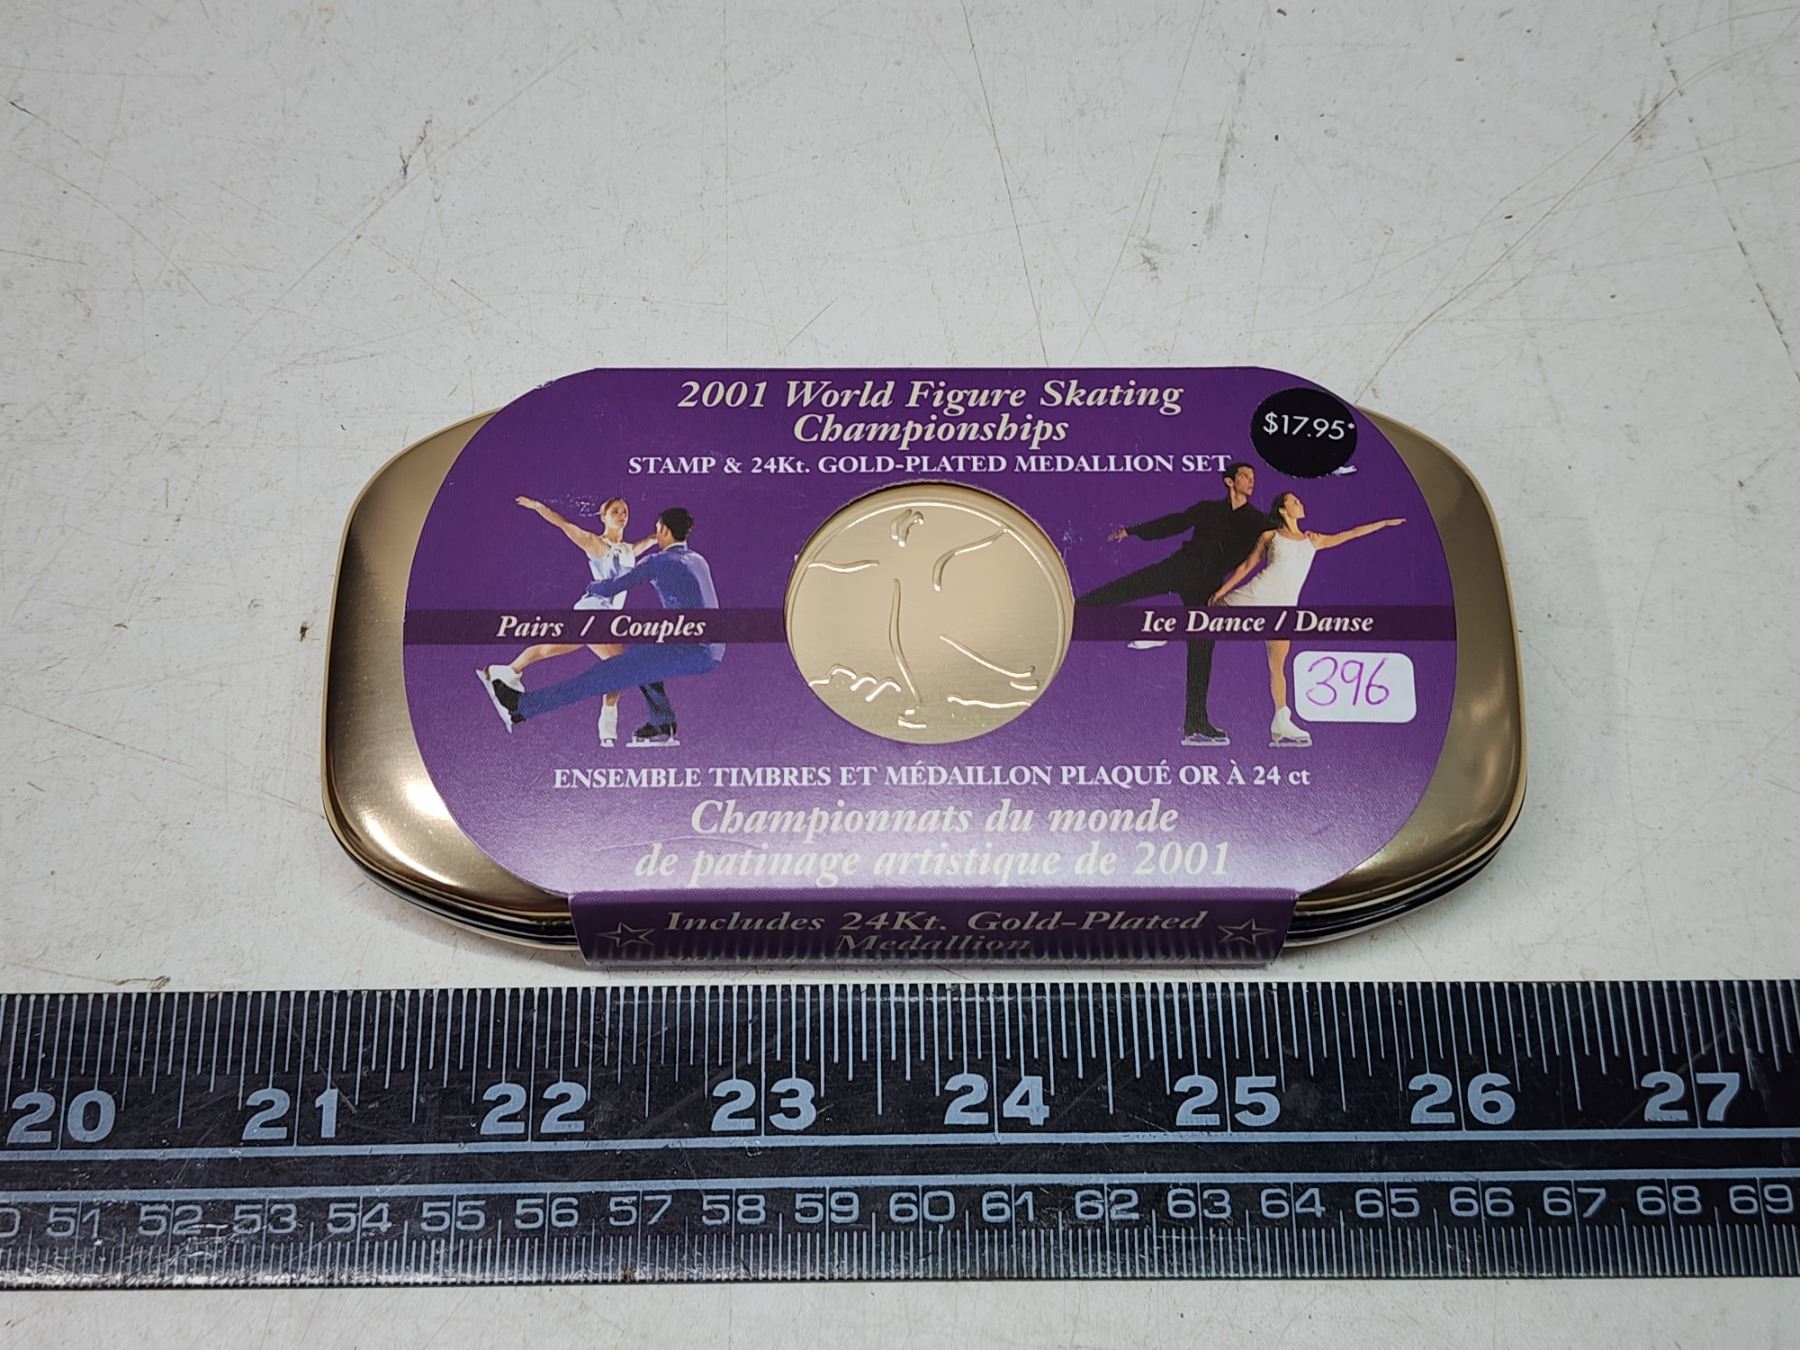 2001 World Figure Skating
Championships
$17.95*
STAMP & 24Kt. GOLD-PLATED MEDALLION SET
Pairs / Couples
Ice Dance / Danse
396
ENSEMBLE TIMBRES ET MÉDAILLON PLAQUÉ OR À 24 ct
Championnats du monde
de patinage artistique de 2001
Includes 24Kt. Gold-Plated
Medallion
20 21 22 23 24 25 26 27
51 52 53 54 55 56 57 58 59 60 61 62 63 64 65 66 67 68 69